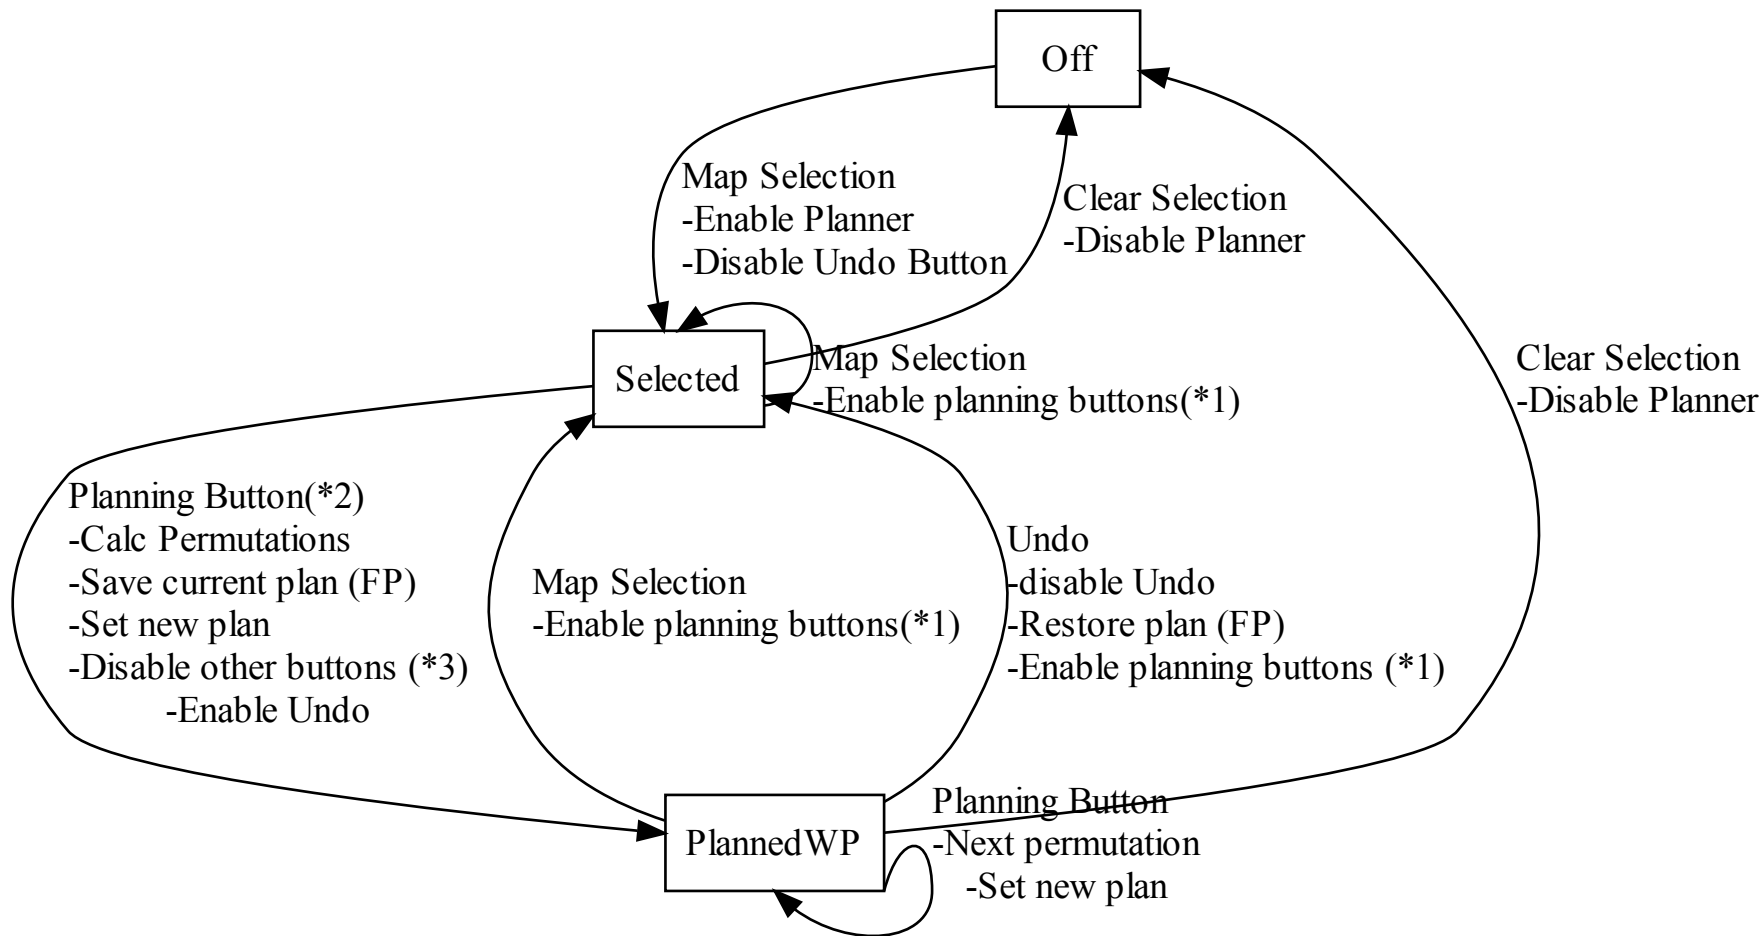 Off
Map Selection
-Enable Planner
-Disable Undo Button
Clear Selection
-Disable Planner
Selected
Map Selection
-Enable planning buttons(*1)
Clear Selection
-Disable Planner
Planning Button(*2)
-Calc Permutations
-Save current plan (FP)
-Set new plan
-Disable other buttons (*3)
-Enable Undo
Map Selection
-Enable planning buttons(*1)
Undo
-disable Undo
-Restore plan (FP)
-Enable planning buttons (*1)
PlannedWP
Planning Button
-Next permutation
-Set new plan